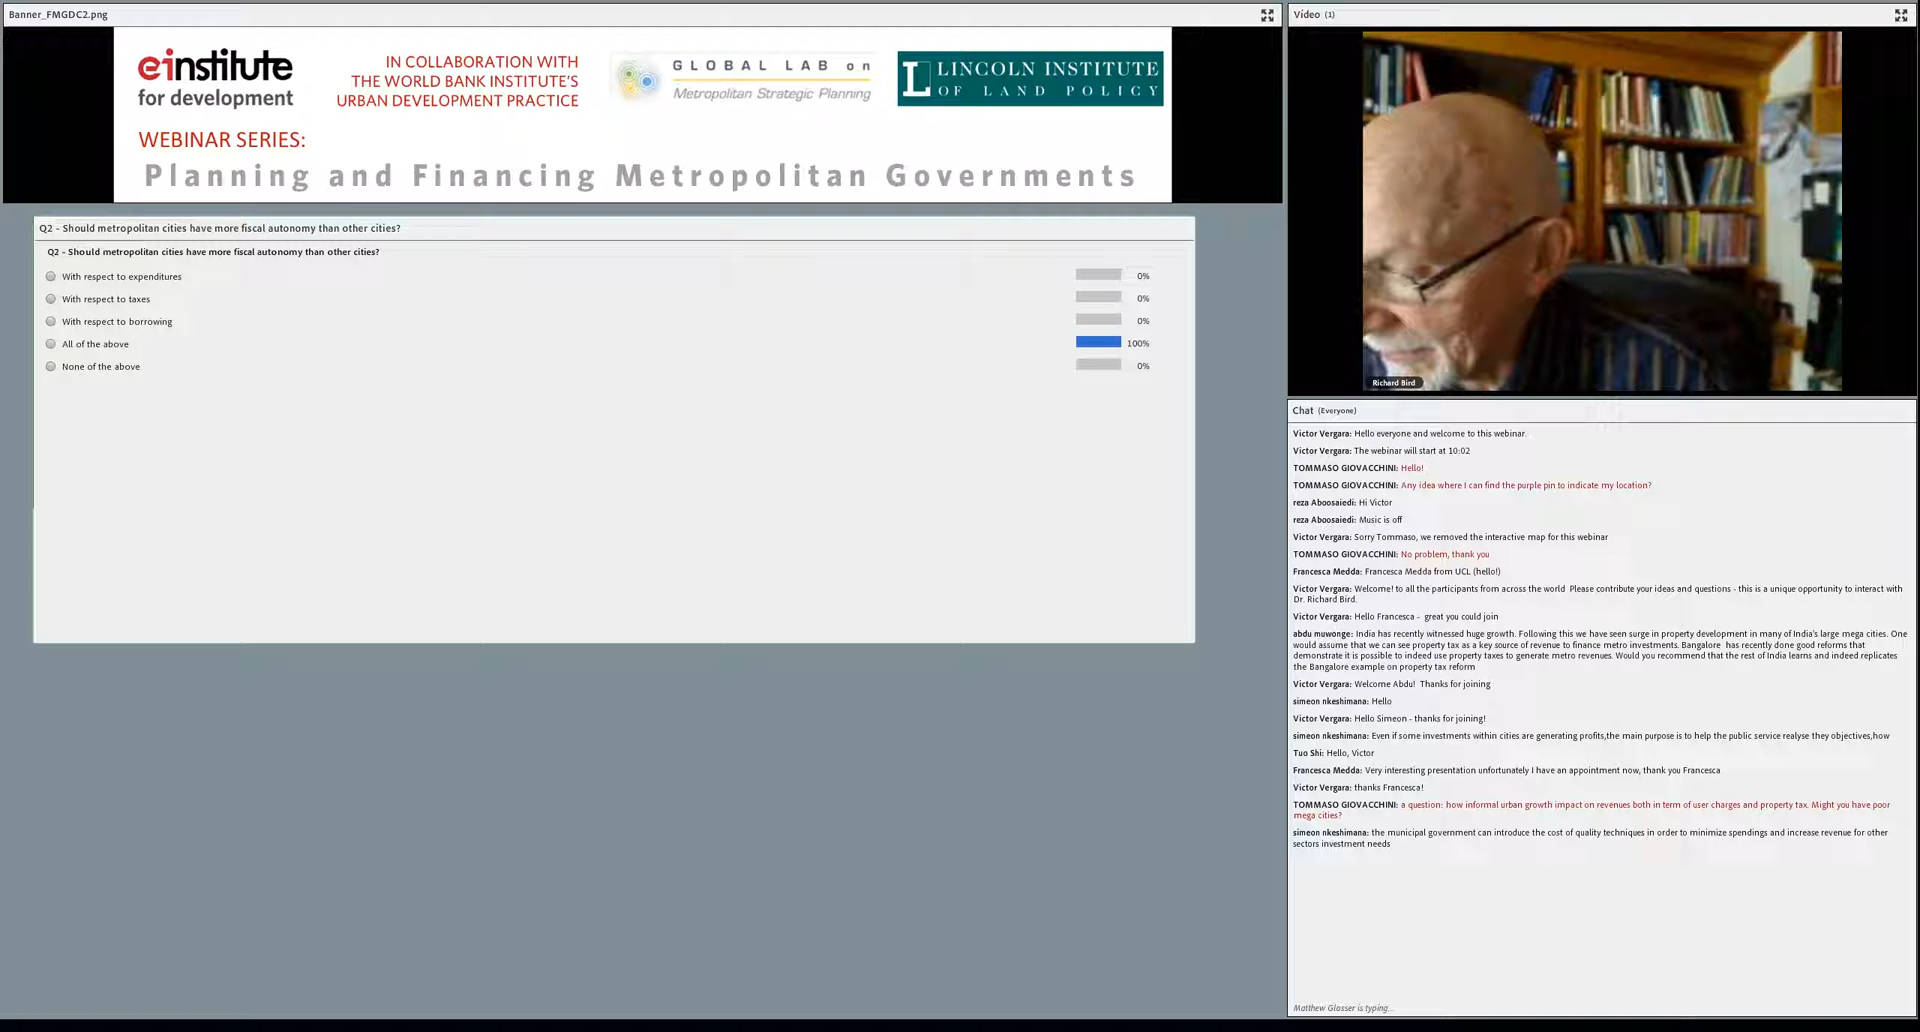 Banner_FMGDC2.png
einstitute
for development
IN COLLABORATION WITH
THE WORLD BANK INSTITUTE'S
URBAN DEVELOPMENT PRACTICE
GLOBAL LAB on
Metropolitan Strategic Planning
LINCOLN INSTITUTE
OF LAND POLICY
WEBINAR SERIES:
Planning and Financing Metropolitan Governments
Q2 - Should metropolitan cities have more fiscal autonomy than other cities?
Q2 - Should metropolitan cities have more fiscal autonomy than other cities?
With respect to expenditures 0%
With respect to taxes 0%
With respect to borrowing 0%
All of the above 100%
None of the above 0%
Vídeo (1)
Richard Bird
Chat (Everyone)
Victor Vergara: Hello everyone and welcome to this webinar.
Victor Vergara: The webinar will start at 10:02
TOMMASO GIOVACCHINI: Hello!
TOMMASO GIOVACCHINI: Any idea where I can find the purple pin to indicate my location?
reza Aboosaiedi: Hi Victor
reza Aboosaiedi: Music is off
Victor Vergara: Sorry Tommaso, we removed the interactive map for this webinar
TOMMASO GIOVACCHINI: No problem, thank you
Francesca Medda: Francesca Medda from UCL (hello!)
Victor Vergara: Welcome! to all the participants from across the world Please contribute your ideas and questions - this is a unique opportunity to interact with
Dr. Richard Bird.
Victor Vergara: Hello Francesca - great you could join
abdu muwonge: India has recently witnessed huge growth. Following this we have seen surge in property development in many of India's large mega cities. One
would assume that we can see property tax as a key source of revenue to finance metro investments. Bangalore has recently done good reforms that
demonstrate it is possible to indeed use property taxes to generate metro revenues. Would you recommend that the rest of India learns and indeed replicates
the Bangalore example on property tax reform
Victor Vergara: Welcome Abdu! Thanks for joining
simeon nkeshimana: Hello
Victor Vergara: Hello Simeon - thanks for joining!
simeon nkeshimana: Even if some investments within cities are generating profits,the main purpose is to help the public service realyse they objectives,how
Tuo Shi: Hello, Victor
Francesca Medda: Very interesting presentation unfortunately I have an appointment now, thank you Francesca
Victor Vergara: thanks Francesca!
TOMMASO GIOVACCHINI: a question: how informal urban growth impact on revenues both in term of user charges and property tax. Might you have poor
mega cities?
simeon nkeshimana: the municipal government can introduce the cost of quality techniques in order to minimize spendings and increase revenue for other
sectors investment needs
Matthew Glasser is typing...